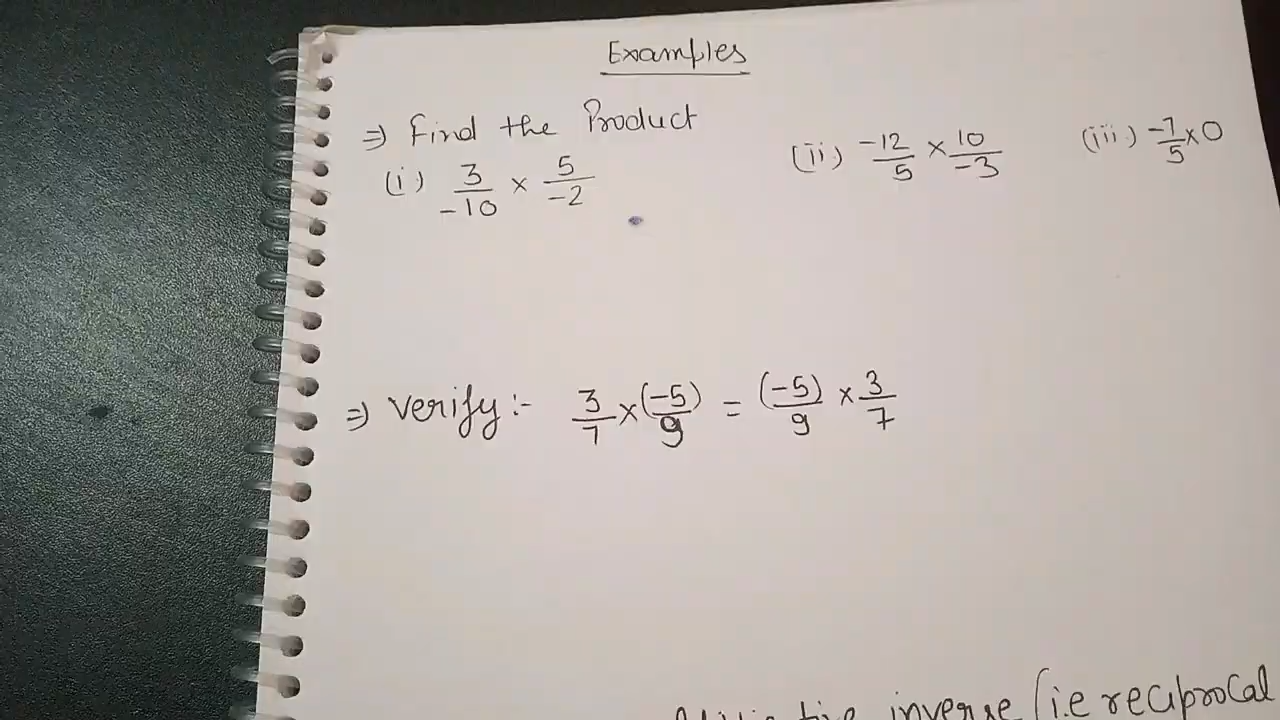 Examples
⇒ Find the Product
(i) 3/-10 × 5/-2 (ii) -12/5 × 10/-3 (iii) -7/5 × 0
⇒ Verify:- 3/7 × (-5)/9 = (-5)/9 × 3/7
inverse (i.e reciprocal